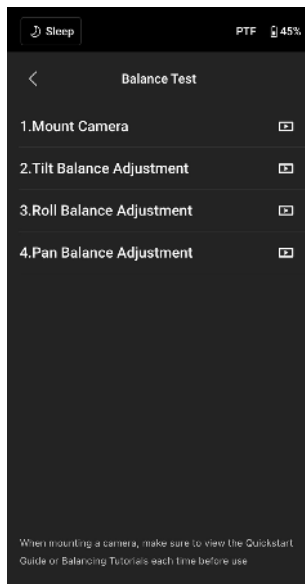 Sleep PTF 45%
Balance Test
1.Mount Camera
2.Tilt Balance Adjustment
3.Roll Balance Adjustment
4.Pan Balance Adjustment
When mounting a camera, make sure to view the Quickstart
Guide or Balancing Tutorials each time before use